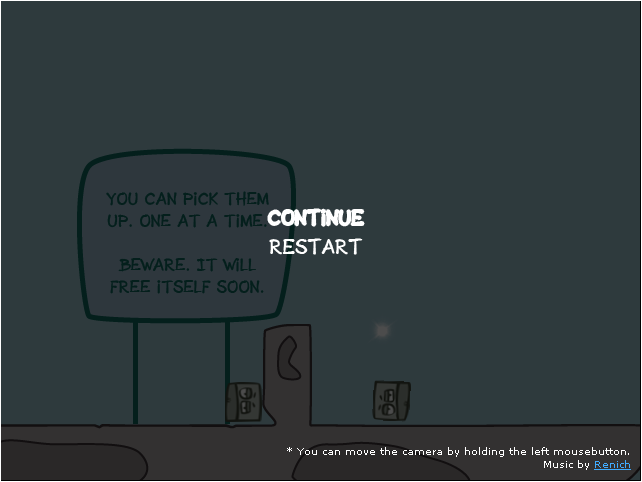 YOU CAN PICK THEM
UP. ONE AT A TIME.
BEWARE. IT WILL
FREE ITSELF SOON.
CONTINUE
RESTART
* You can move the camera by holding the left mousebutton.
Music by Renich